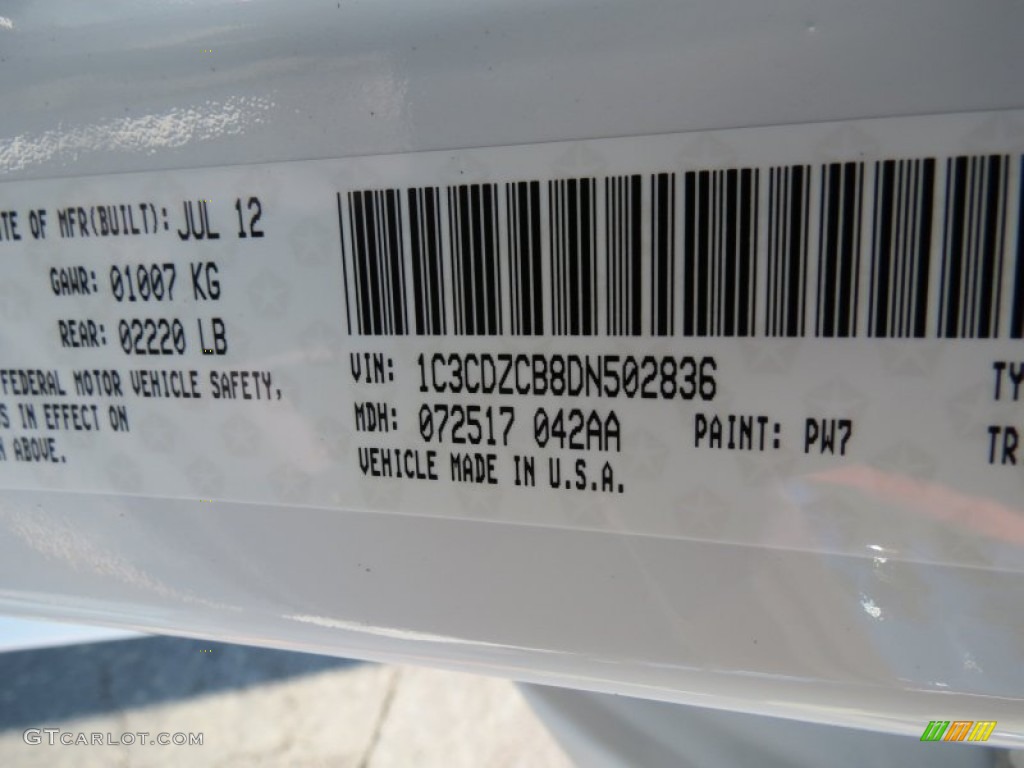 TE OF MFR(BUILT): JUL 12
GAWR: 01007 KG
REAR: 02220 LB
FEDERAL MOTOR VEHICLE SAFETY,
S IN EFFECT ON
ABOVE.
VIN: 1C3CDZCB8DN502836
MDH: 072517 042AA
PAINT: PW7
VEHICLE MADE IN U.S.A.
TY
TR
GTCARLOT.COM